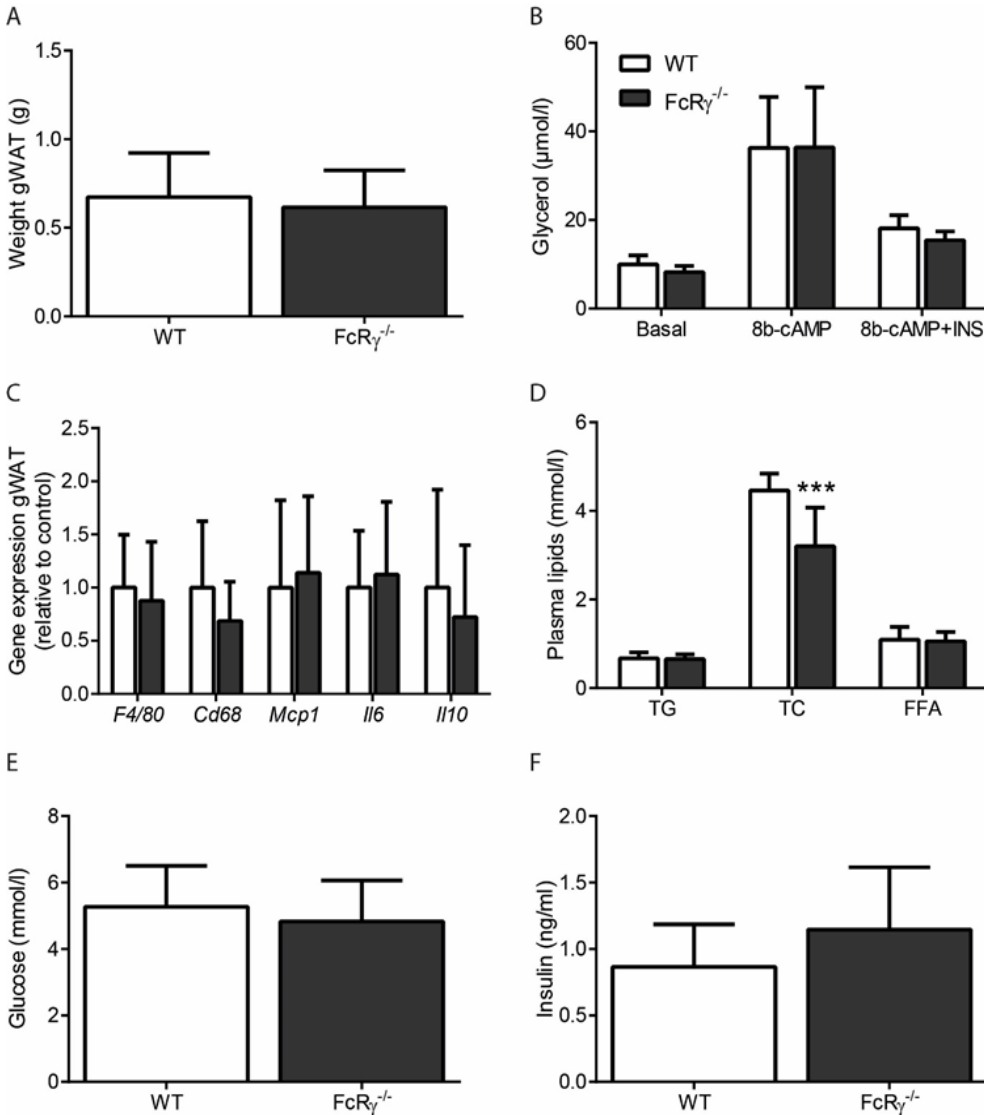 A
Weight gWAT (g)
1.5
1.0
0.5
0.0
WT
FcRγ-/-
B
Glycerol (µmol/l)
60
40
20
0
WT
FcRγ-/-
Basal
8b-cAMP
8b-cAMP+INS
C
Gene expression gWAT
(relative to control)
2.5
2.0
1.5
1.0
0.5
0.0
F4/80
Cd68
Mcp1
Il6
Il10
D
Plasma lipids (mmol/l)
6
4
2
0
***
TG
TC
FFA
E
Glucose (mmol/l)
8
6
4
2
0
WT
FcRγ-/-
F
Insulin (ng/ml)
2.0
1.5
1.0
0.5
0.0
WT
FcRγ-/-